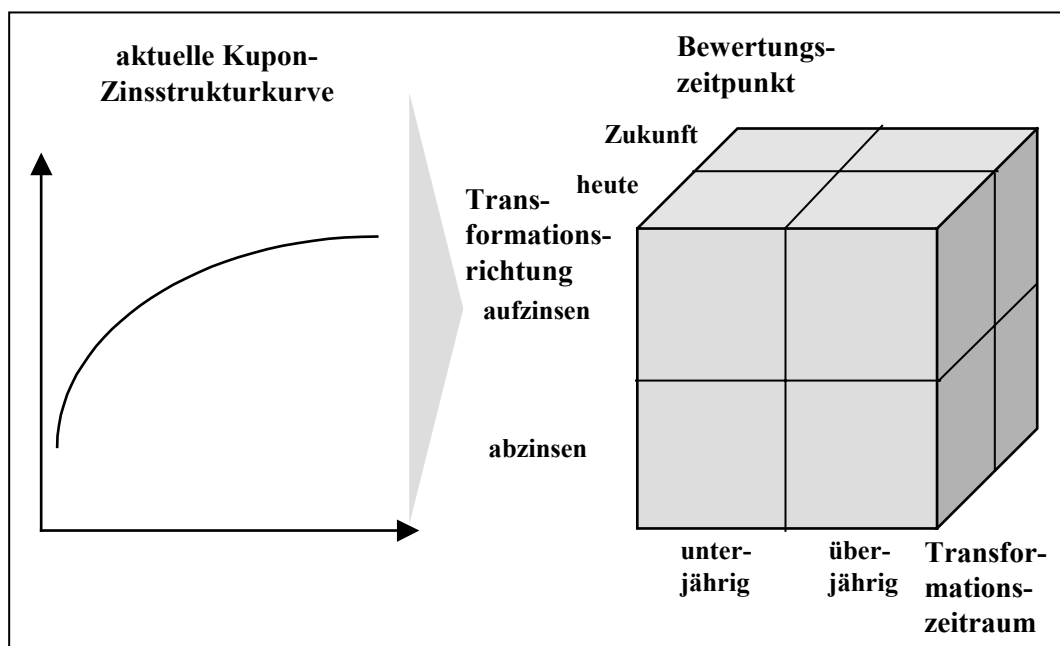 aktuelle Kupon-
Zinsstrukturkurve
Bewertungs-
zeitpunkt
Zukunft
heute
Trans-
formations-
richtung
aufzinsen
abzinsen
unter-
jährig
über-
jährig
Transfor-
mations-
zeitraum